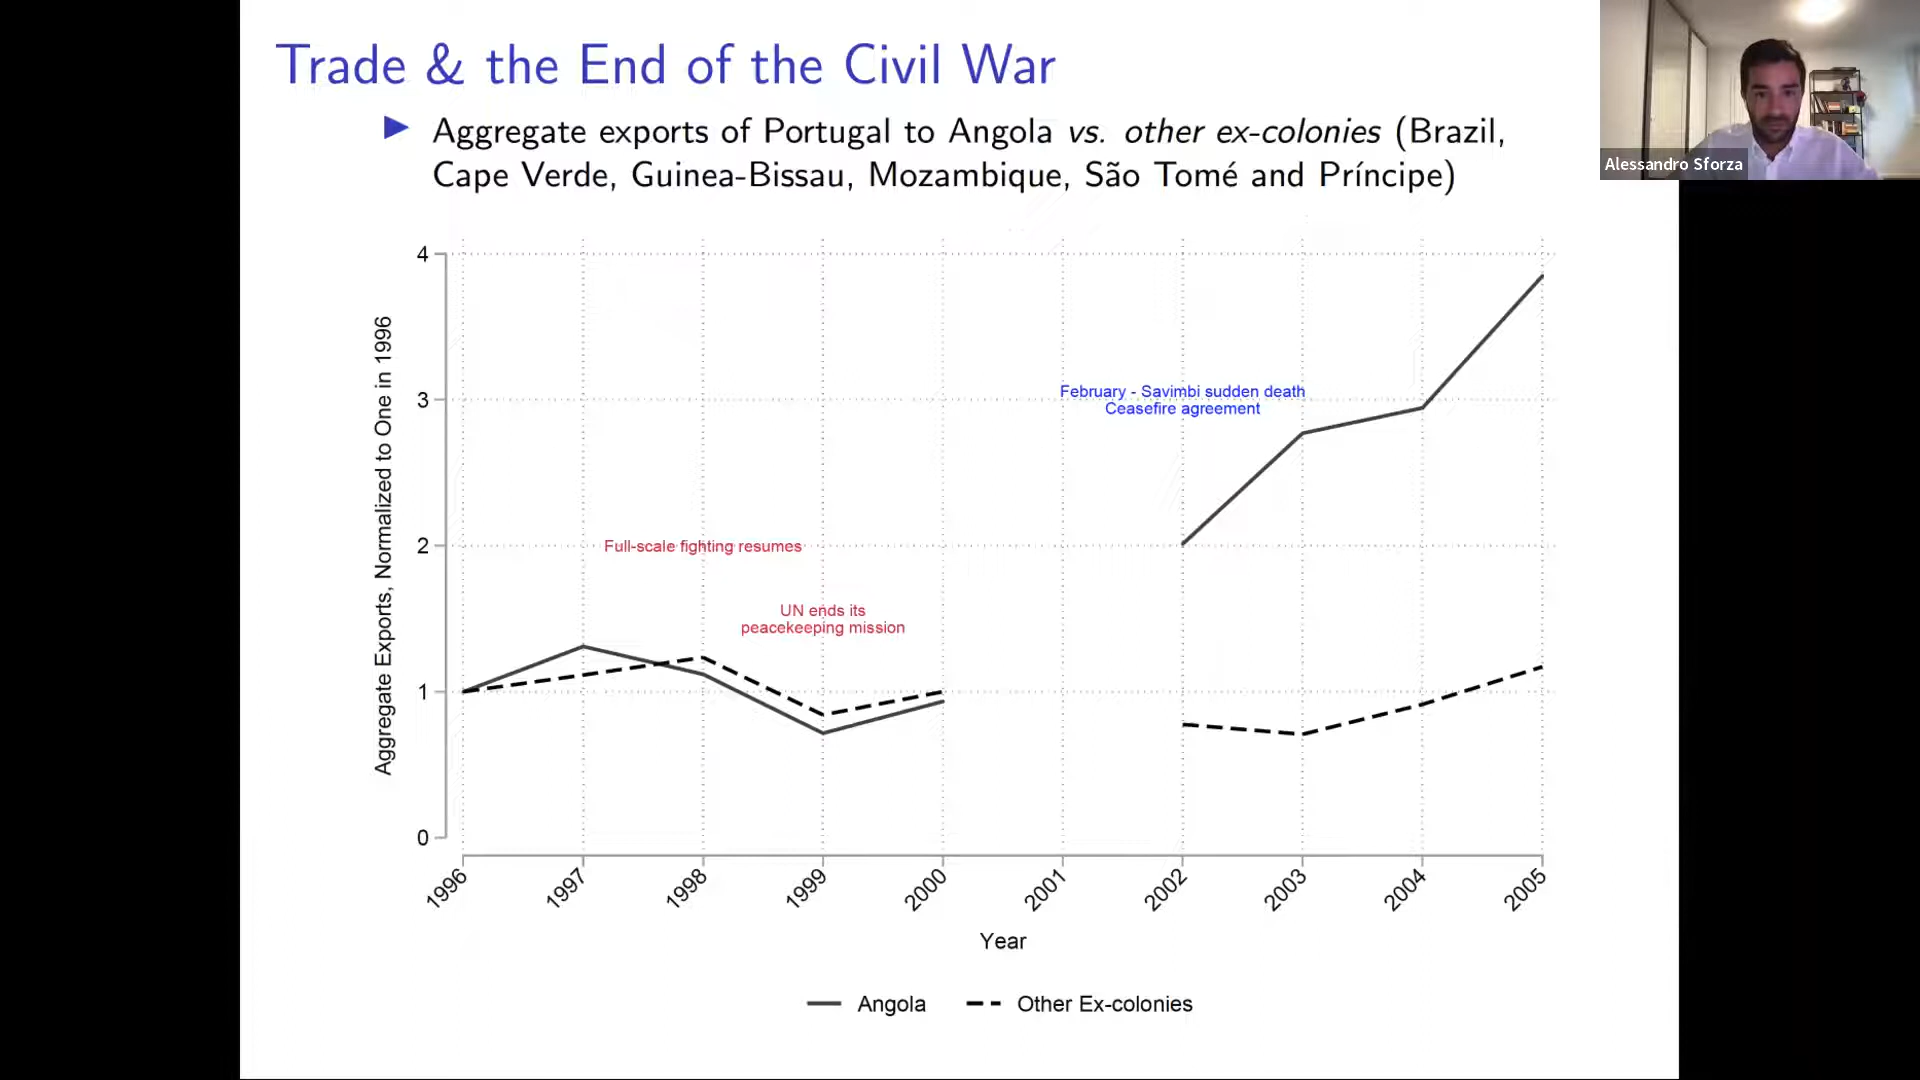 Trade & the End of the Civil War
Aggregate exports of Portugal to Angola vs. other ex-colonies (Brazil,
Cape Verde, Guinea-Bissau, Mozambique, São Tomé and Príncipe)
Alessandro Sforza
Aggregate Exports, Normalized to One in 1996
4
3
2
1
0
February - Savimbi sudden death
Ceasefire agreement
Full-scale fighting resumes
UN ends its
peacekeeping mission
1996
1997
1998
1999
2000
2001
2002
2003
2004
2005
Year
Angola
Other Ex-colonies